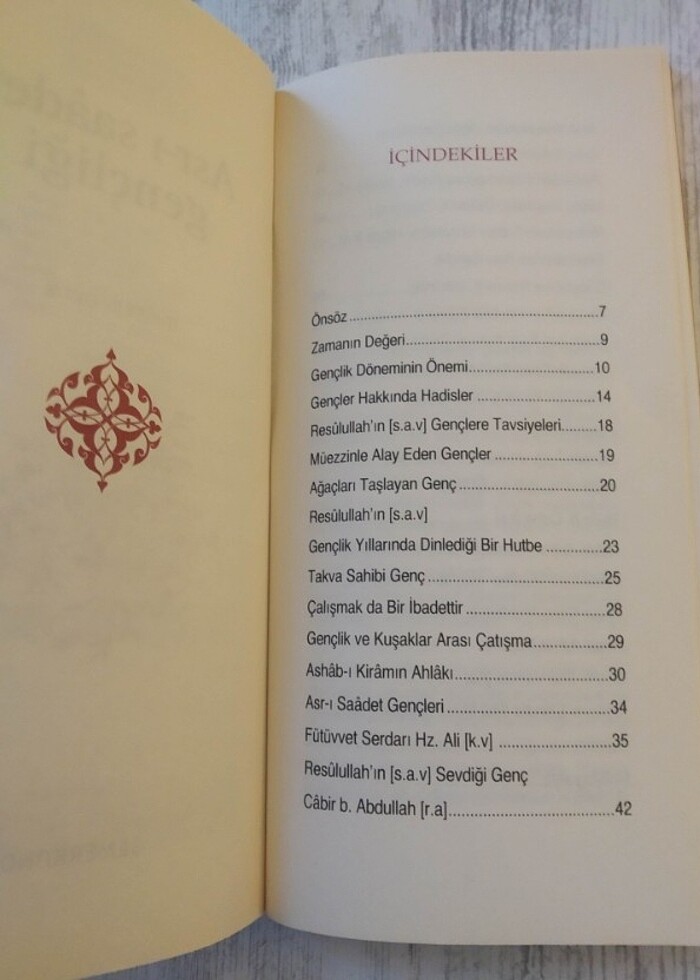 İÇİNDEKİLER
Önsöz ..........................................................7
Zamanın Değeri.............................................9
Gençlik Döneminin Önemi.............................10
Gençler Hakkında Hadisler ...........................14
Resûlullah'ın [s.a.v] Gençlere Tavsiyeleri........18
Müezzinle Alay Eden Gençler ........................19
Ağaçları Taşlayan Genç ................................20
Resûlullah'ın [s.a.v]
Gençlik Yıllarında Dinlediği Bir Hutbe .............23
Takva Sahibi Genç ........................................25
Çalışmak da Bir İbadettir ................................28
Gençlik ve Kuşaklar Arası Çatışma.................29
Ashâb-ı Kirâmın Ahlâkı...................................30
Asr-ı Saâdet Gençleri .....................................34
Fütüvvet Serdarı Hz. Ali [k.v] ..........................35
Resûlullah'ın [s.a.v] Sevdiği Genç
Câbir b. Abdullah [r.a].....................................42